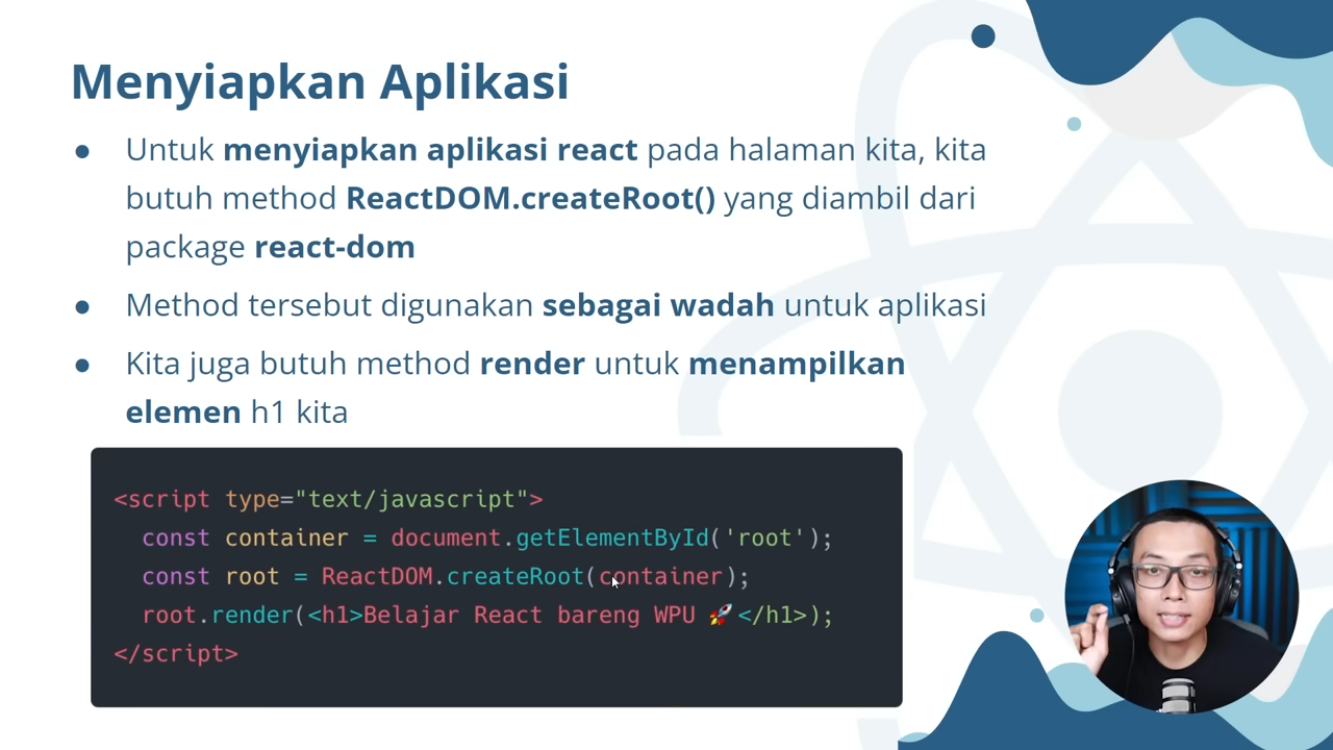 Menyiapkan Aplikasi
● Untuk menyiapkan aplikasi react pada halaman kita, kita
butuh method ReactDOM.createRoot() yang diambil dari
package react-dom
● Method tersebut digunakan sebagai wadah untuk aplikasi
● Kita juga butuh method render untuk menampilkan
elemen h1 kita
<script type="text/javascript">
  const container = document.getElementById('root');
  const root = ReactDOM.createRoot(container);
  root.render(<h1>Belajar React bareng WPU 🚀</h1>);
</script>